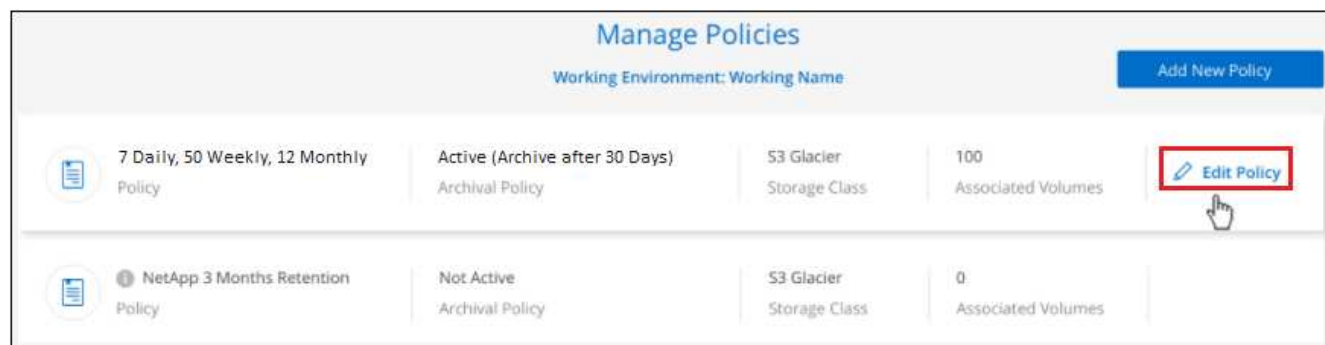 Manage Policies
Working Environment: Working Name
Add New Policy
7 Daily, 50 Weekly, 12 Monthly
Policy
Active (Archive after 30 Days)
Archival Policy
S3 Glacier
Storage Class
100
Associated Volumes
Edit Policy
NetApp 3 Months Retention
Policy
Not Active
Archival Policy
S3 Glacier
Storage Class
0
Associated Volumes